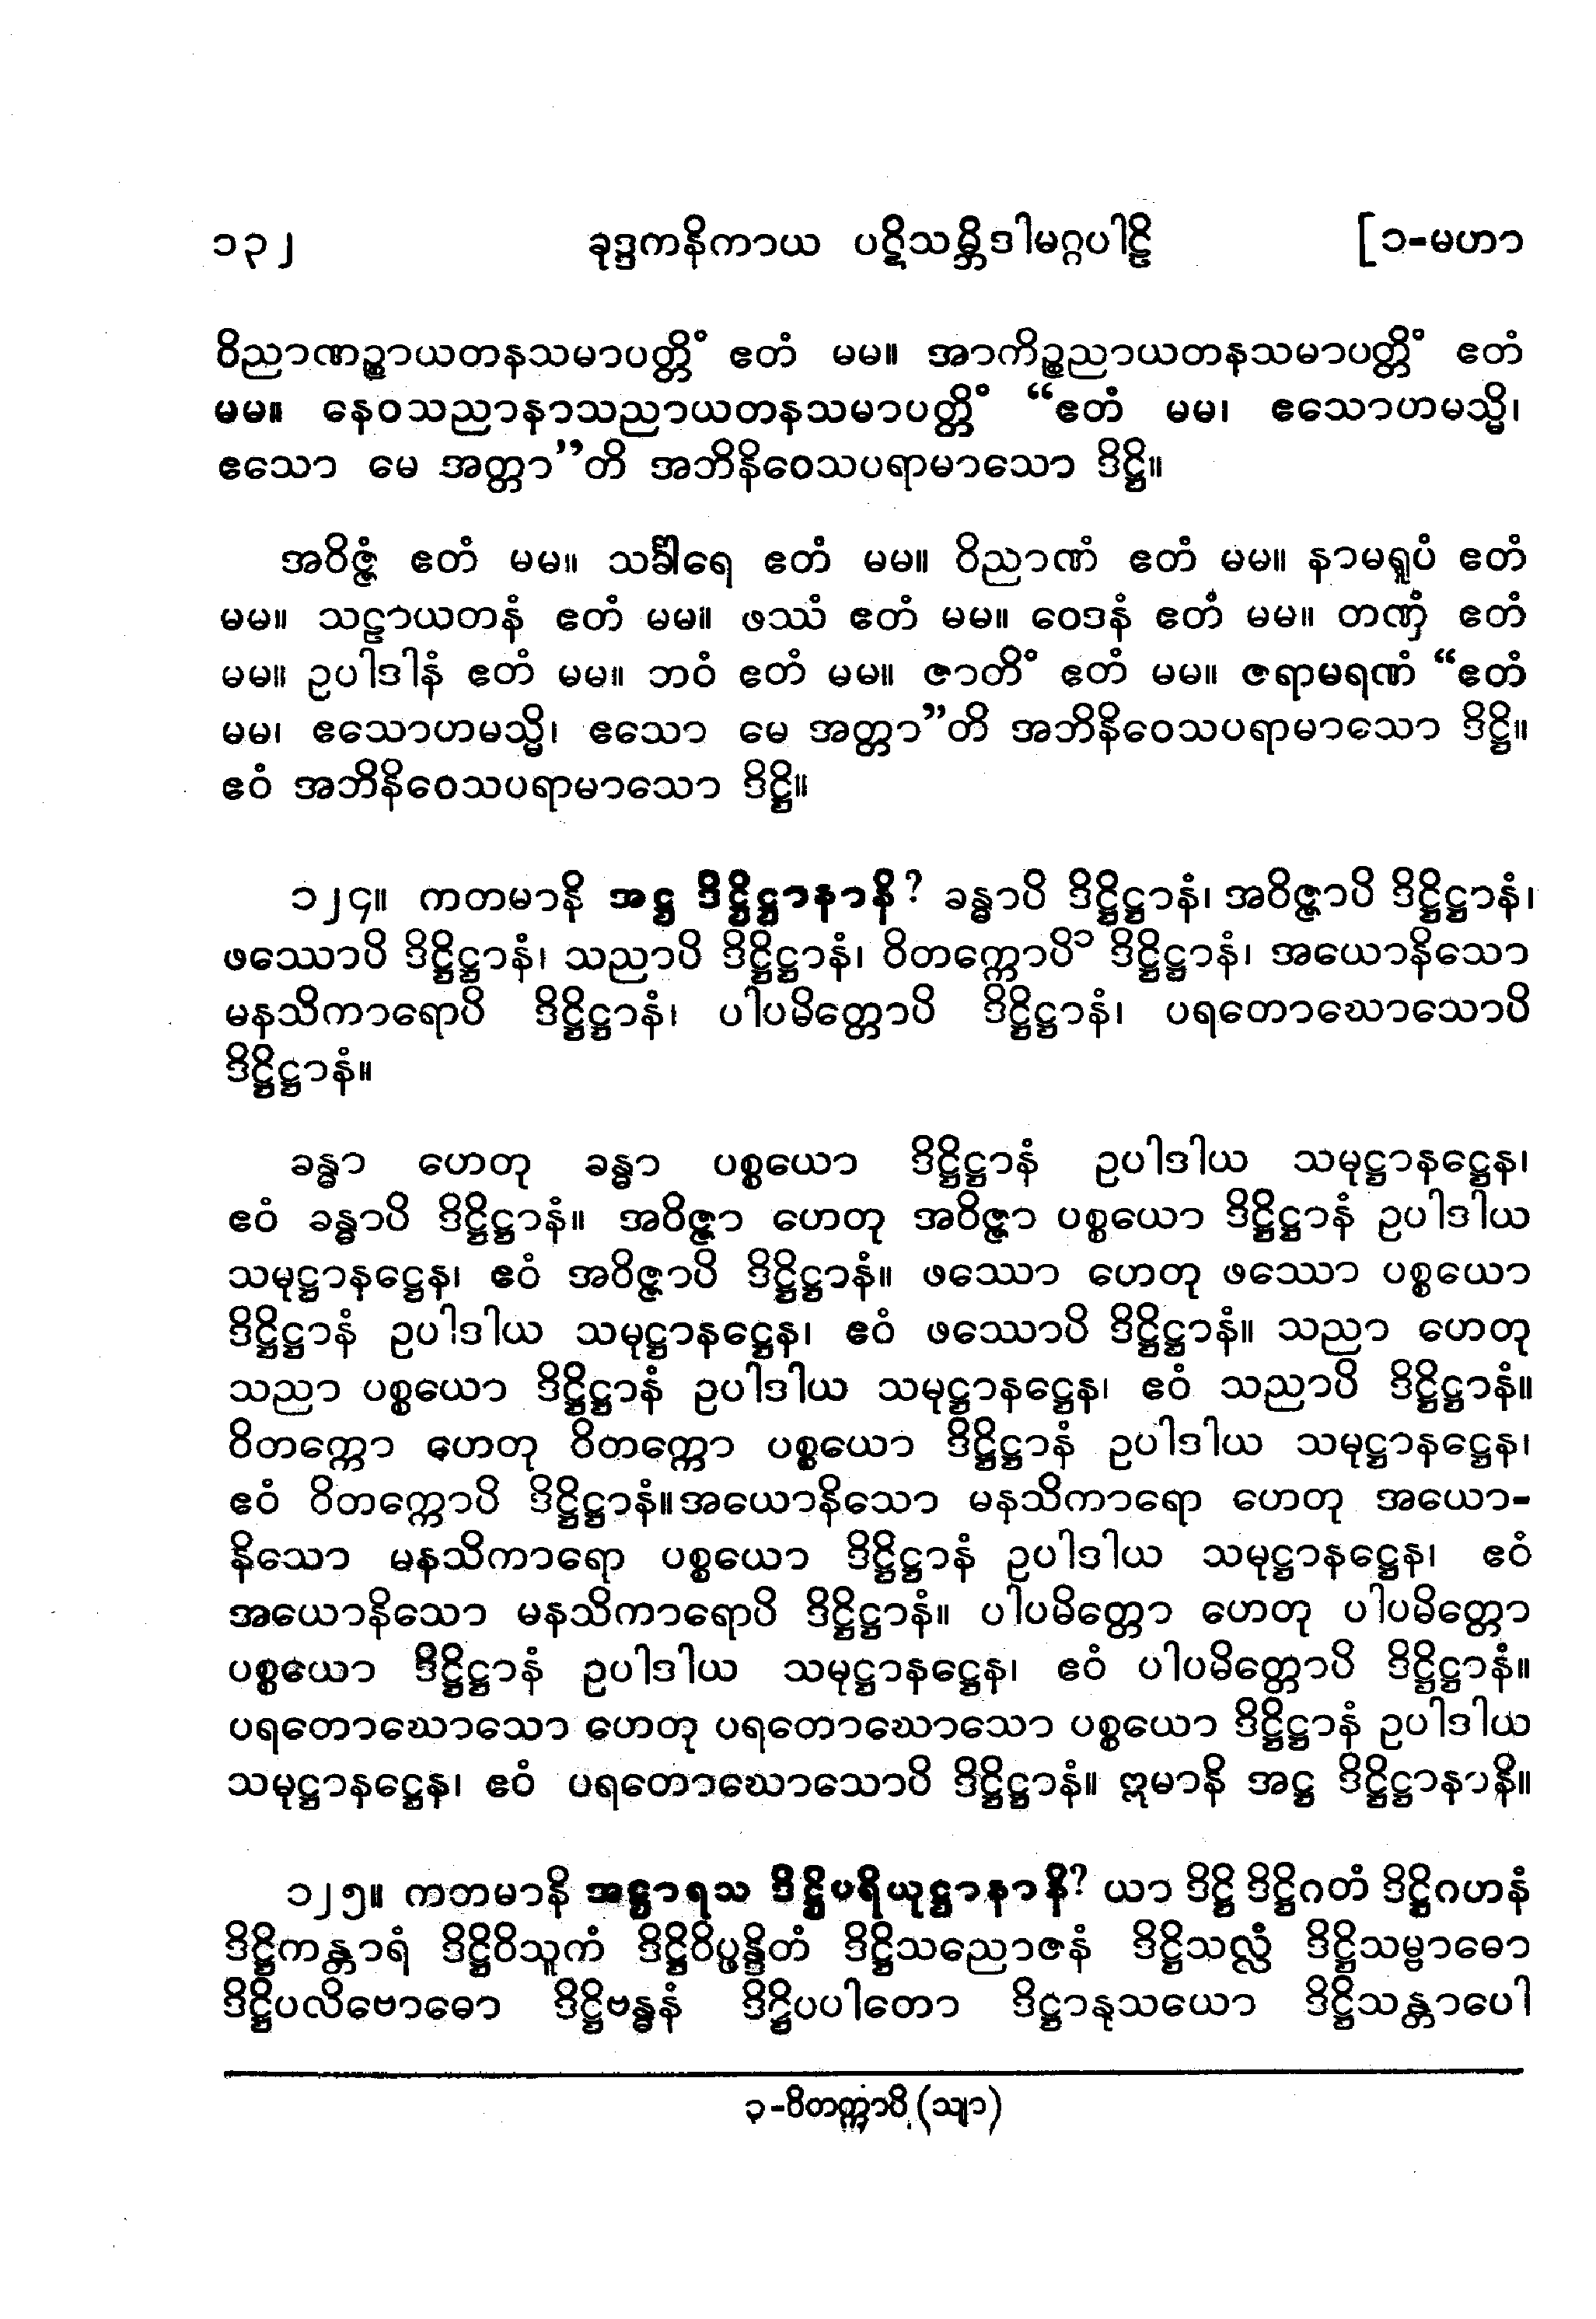 ၁၃၂ ခုဒ္ဒကနိကာယ ပဋိသမ္ဘိဒါမဂ္ဂပါဠိ [၁-မဟာ
ဝိညာဏဉ္စာယတနသမာပတ္တိံ ဧတံ မမ။ အာကိဉ္စညာယတနသမာပတ္တိံ ဧတံ
မမ။ နေဝသညာနာသညာယတနသမာပတ္တိံ “ဧတံ မမ၊ ဧသောဟမသ္မိ၊
ဧသော မေ အတ္တာ”တိ အဘိနိဝေသပရာမာသော ဒိဋ္ဌိ။
အဝိဇ္ဇံ ဧတံ မမ။ သင်္ခါရေ ဧတံ မမ။ ဝိညာဏံ ဧတံ မမ။ နာမရူပံ ဧတံ
မမ။ သဠာယတနံ ဧတံ မမ။ ဖဿံ ဧတံ မမ။ ဝေဒနံ ဧတံ မမ။ တဏှံ ဧတံ
မမ။ ဥပါဒါနံ ဧတံ မမ။ ဘဝံ ဧတံ မမ။ ဇာတိံ ဧတံ မမ။ ဇရာမရဏံ “ဧတံ
မမ၊ ဧသောဟမသ္မိ၊ ဧသော မေ အတ္တာ”တိ အဘိနိဝေသပရာမာသော ဒိဋ္ဌိ။
ဧဝံ အဘိနိဝေသပရာမာသော ဒိဋ္ဌိ။
၁၂၄။ ကတမာနိ အဋ္ဌ ဒိဋ္ဌိဋ္ဌာနာနိ? ခန္ဓာပိ ဒိဋ္ဌိဋ္ဌာနံ၊ အဝိဇ္ဇာပိ ဒိဋ္ဌိဋ္ဌာနံ၊
ဖဿောပိ ဒိဋ္ဌိဋ္ဌာနံ၊ သညာပိ ဒိဋ္ဌိဋ္ဌာနံ၊ ဝိတက္ကောပိ၁ ဒိဋ္ဌိဋ္ဌာနံ၊ အယောနိသော
မနသိကာရောပိ ဒိဋ္ဌိဋ္ဌာနံ၊ ပါပမိတ္တောပိ ဒိဋ္ဌိဋ္ဌာနံ၊ ပရတောဃောသောပိ
ဒိဋ္ဌိဋ္ဌာနံ။
ခန္ဓာ ဟေတု ခန္ဓာ ပစ္စယော ဒိဋ္ဌိဋ္ဌာနံ ဥပါဒါယ သမုဋ္ဌာနဋ္ဌေန၊
ဧဝံ ခန္ဓာပိ ဒိဋ္ဌိဋ္ဌာနံ။ အဝိဇ္ဇာ ဟေတု အဝိဇ္ဇာ ပစ္စယော ဒိဋ္ဌိဋ္ဌာနံ ဥပါဒါယ
သမုဋ္ဌာနဋ္ဌေန၊ ဧဝံ အဝိဇ္ဇာပိ ဒိဋ္ဌိဋ္ဌာနံ။ ဖဿော ဟေတု ဖဿော ပစ္စယော
ဒိဋ္ဌိဋ္ဌာနံ ဥပါဒါယ သမုဋ္ဌာနဋ္ဌေန၊ ဧဝံ ဖဿောပိ ဒိဋ္ဌိဋ္ဌာနံ။ သညာ ဟေတု
သညာ ပစ္စယော ဒိဋ္ဌိဋ္ဌာနံ ဥပါဒါယ သမုဋ္ဌာနဋ္ဌေန၊ ဧဝံ သညာပိ ဒိဋ္ဌိဋ္ဌာနံ။
ဝိတက္ကော ဟေတု ဝိတက္ကော ပစ္စယော ဒိဋ္ဌိဋ္ဌာနံ ဥပါဒါယ သမုဋ္ဌာနဋ္ဌေန၊
ဧဝံ ဝိတက္ကောပိ ဒိဋ္ဌိဋ္ဌာနံ။ အယောနိသော မနသိကာရော ဟေတု အယော-
နိသော မနသိကာရော ပစ္စယော ဒိဋ္ဌိဋ္ဌာနံ ဥပါဒါယ သမုဋ္ဌာနဋ္ဌေန၊ ဧဝံ
အယောနိသော မနသိကာရောပိ ဒိဋ္ဌိဋ္ဌာနံ။ ပါပမိတ္တော ဟေတု ပါပမိတ္တော
ပစ္စယော ဒိဋ္ဌိဋ္ဌာနံ ဥပါဒါယ သမုဋ္ဌာနဋ္ဌေန၊ ဧဝံ ပါပမိတ္တောပိ ဒိဋ္ဌိဋ္ဌာနံ။
ပရတောဃောသော ဟေတု ပရတောဃောသော ပစ္စယော ဒိဋ္ဌိဋ္ဌာနံ ဥပါဒါယ
သမုဋ္ဌာနဋ္ဌေန၊ ဧဝံ ပရတောဃောသောပိ ဒိဋ္ဌိဋ္ဌာနံ။ ဣမာနိ အဋ္ဌ ဒိဋ္ဌိဋ္ဌာနာနိ။
၁၂၅။ ကတမာနိ အဋ္ဌာရသ ဒိဋ္ဌိပရိယုဋ္ဌာနာနိ? ယာ ဒိဋ္ဌိ ဒိဋ္ဌိဂတံ ဒိဋ္ဌိဂဟနံ
ဒိဋ္ဌိကန္တာရံ ဒိဋ္ဌိဝိသူကံ ဒိဋ္ဌိဝိပ္ဖန္ဒိတံ ဒိဋ္ဌိသညောဇနံ ဒိဋ္ဌိသလ္လံ ဒိဋ္ဌိသမ္ဗာဓော
ဒိဋ္ဌိပလိဗောဓော ဒိဋ္ဌိဗန္ဓနံ ဒိဋ္ဌိပပါတော ဒိဋ္ဌာနုသယော ဒိဋ္ဌိသန္တာပေါ
၃-ဝိတက္ကာပိ (သျာ)